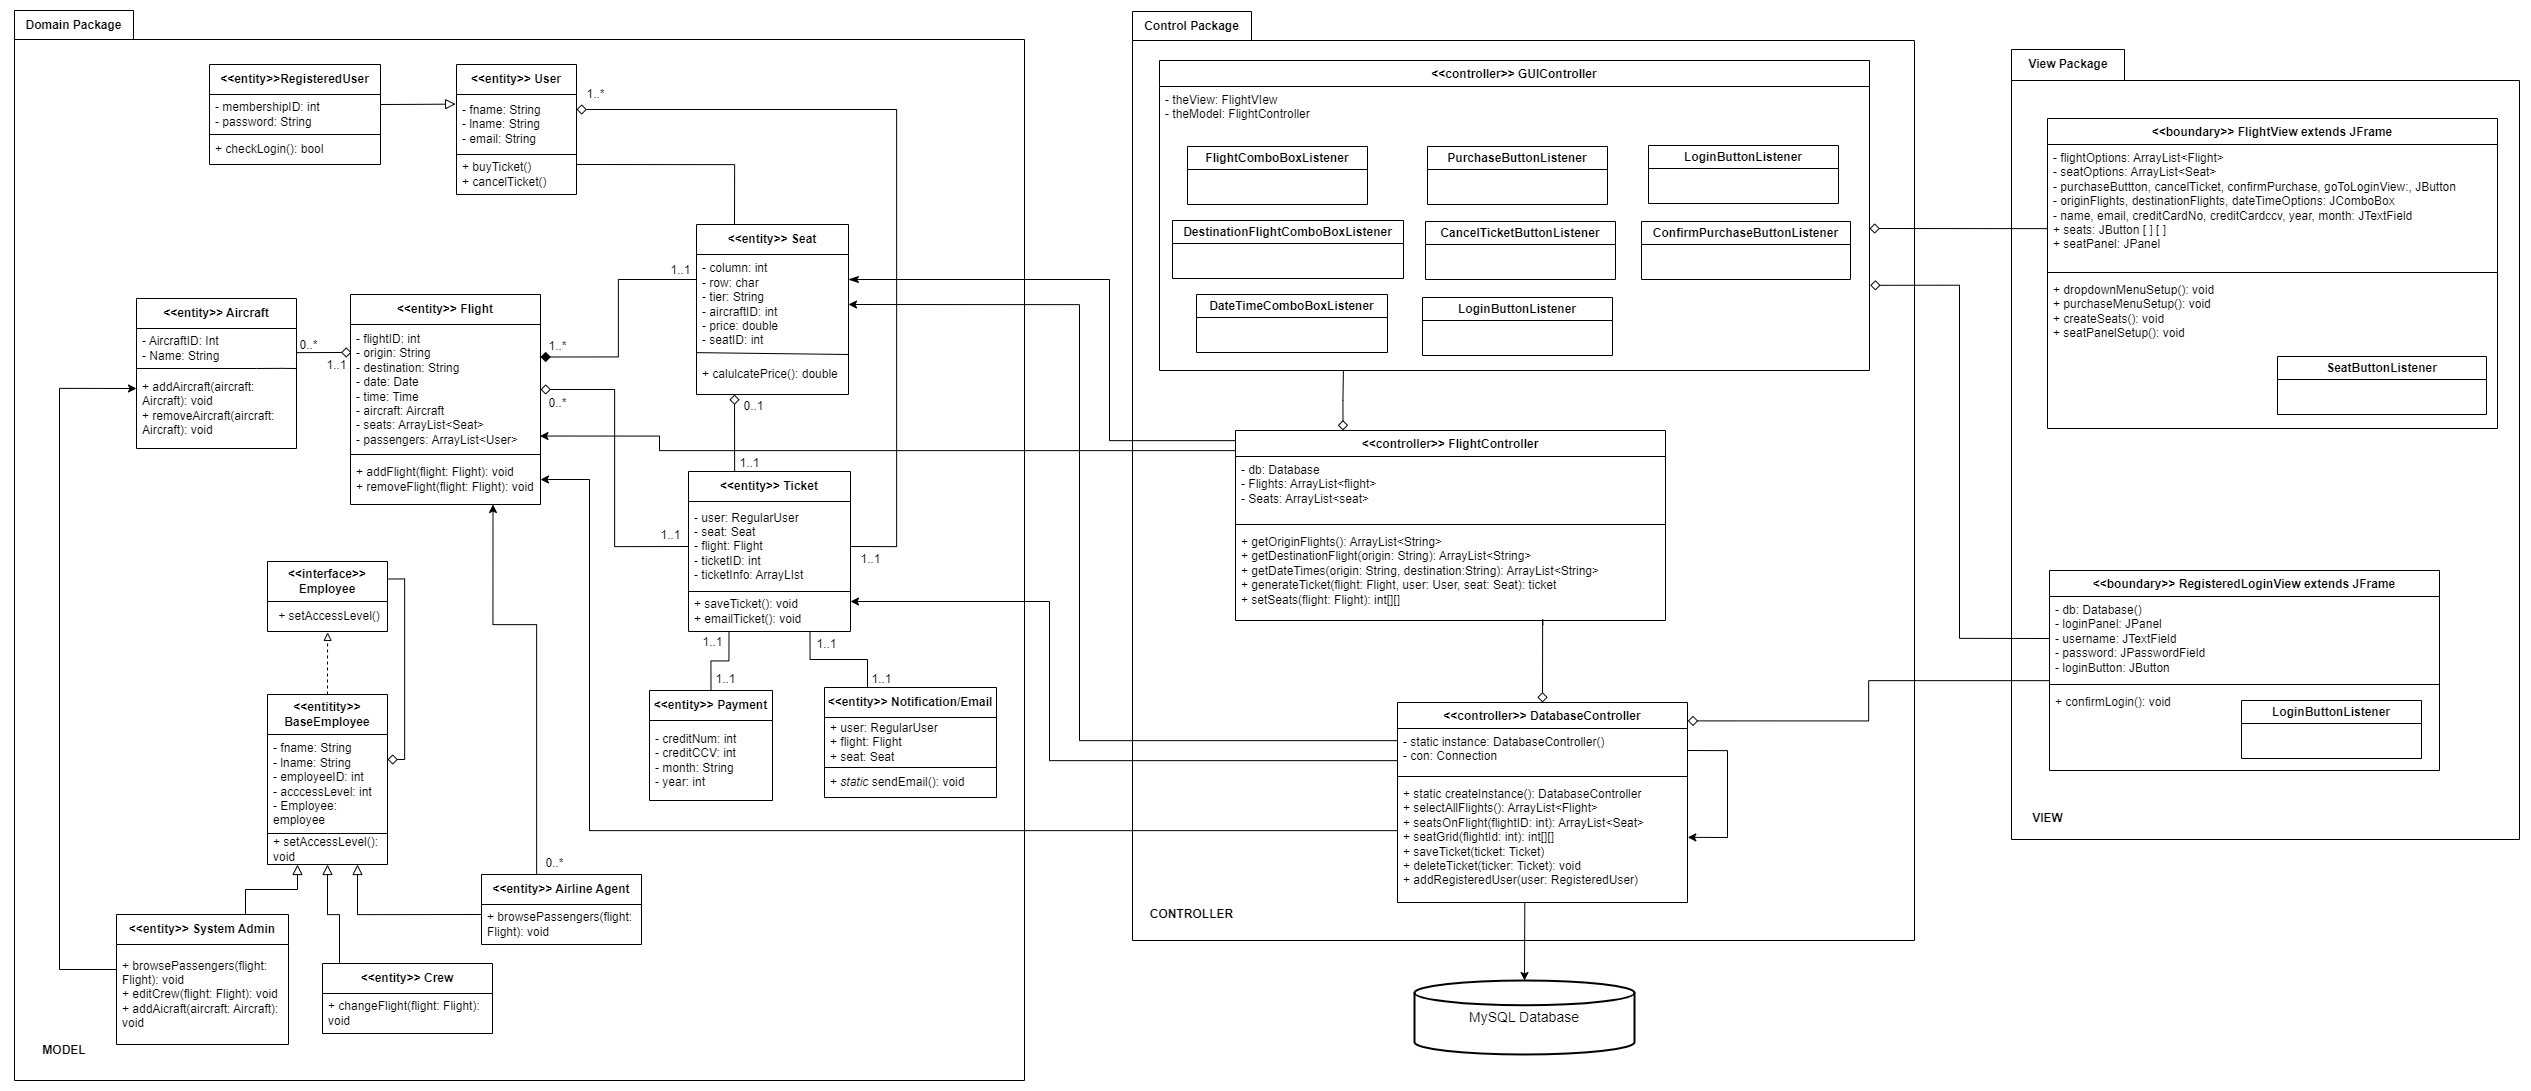 Domain Package
<<entity>>RegisteredUser
- membershipID: int
- password: String
+ checkLogin(): bool
<<entity>> User
- fname: String
- lname: String
- email: String
+ buyTicket()
+ cancelTicket()
1..*
<<entity>> Seat
- column: int
- row: char
- tier: String
- aircraftID: int
- price: double
- seatID: int
+ calulcatePrice(): double
1..1
0..1
<<entity>> Aircraft
- AircraftID: Int
- Name: String
+ addAircraft(aircraft:
Aircraft): void
+ removeAircraft(aircraft:
Aircraft): void
0..*
1..1
<<entity>> Flight
- flightID: int
- origin: String
- destination: String
- date: Date
- time: Time
- aircraft: Aircraft
- seats: ArrayList<Seat>
- passengers: ArrayList<User>
+ addFlight(flight: Flight): void
+ removeFlight(flight: Flight): void
1..*
0..*
1..1
<<entity>> Ticket
- user: RegularUser
- seat: Seat
- flight: Flight
- ticketID: int
- ticketInfo: ArrayLIst
+ saveTicket(): void
+ emailTicket(): void
1..1
1..1
1..1
1..1
1..1
1..1
<<interface>>
Employee
+ setAccessLevel()
<<entitity>>
BaseEmployee
- fname: String
- lname: String
- employeeID: int
- acccessLevel: int
- Employee:
employee
+ setAccessLevel():
void
<<entity>> Payment
- creditNum: int
- creditCCV: int
- month: String
- year: int
<<entity>> Notification/Email
+ user: RegularUser
+ flight: Flight
+ seat: Seat
+ static sendEmail(): void
0..*
<<entity>> Airline Agent
+ browsePassengers(flight:
Flight): void
<<entity>> System Admin
+ browsePassengers(flight:
Flight): void
+ editCrew(flight: Flight): void
+ addAicraft(aircraft: Aircraft):
void
<<entity>> Crew
+ changeFlight(flight: Flight):
void
MODEL
Control Package
<<controller>> GUIController
- theView: FlightVIew
- theModel: FlightController
FlightComboBoxListener
PurchaseButtonListener
LoginButtonListener
DestinationFlightComboBoxListener
CancelTicketButtonListener
ConfirmPurchaseButtonListener
DateTimeComboBoxListener
LoginButtonListener
<<controller>> FlightController
- db: Database
- Flights: ArrayList<flight>
- Seats: ArrayList<seat>
+ getOriginFlights(): ArrayList<String>
+ getDestinationFlight(origin: String): ArrayList<String>
+ getDateTimes(origin: String, destination:String): ArrayList<String>
+ generateTicket(flight: Flight, user: User, seat: Seat): ticket
+ setSeats(flight: Flight): int[][]
<<controller>> DatabaseController
- static instance: DatabaseController()
- con: Connection
+ static createInstance(): DatabaseController
+ selectAllFlights(): ArrayList<Flight>
+ seatsOnFlight(flightID: int): ArrayList<Seat>
+ seatGrid(flightId: int): int[][]
+ saveTicket(ticket: Ticket)
+ deleteTicket(ticker: Ticket): void
+ addRegisteredUser(user: RegisteredUser)
CONTROLLER
MySQL Database
View Package
<<boundary>> FlightView extends JFrame
- flightOptions: ArrayList<Flight>
- seatOptions: ArrayList<Seat>
- purchaseButtton, cancelTicket, confirmPurchase, goToLoginView:, JButton
- originFlights, destinationFlights, dateTimeOptions: JComboBox
- name, email, creditCardNo, creditCardccv, year, month: JTextField
+ seats: JButton [ ] [ ]
+ seatPanel: JPanel
+ dropdownMenuSetup(): void
+ purchaseMenuSetup(): void
+ createSeats(): void
+ seatPanelSetup(): void
SeatButtonListener
<<boundary>> RegisteredLoginView extends JFrame
- db: Database()
- loginPanel: JPanel
- username: JTextField
- password: JPasswordField
- loginButton: JButton
+ confirmLogin(): void
LoginButtonListener
VIEW